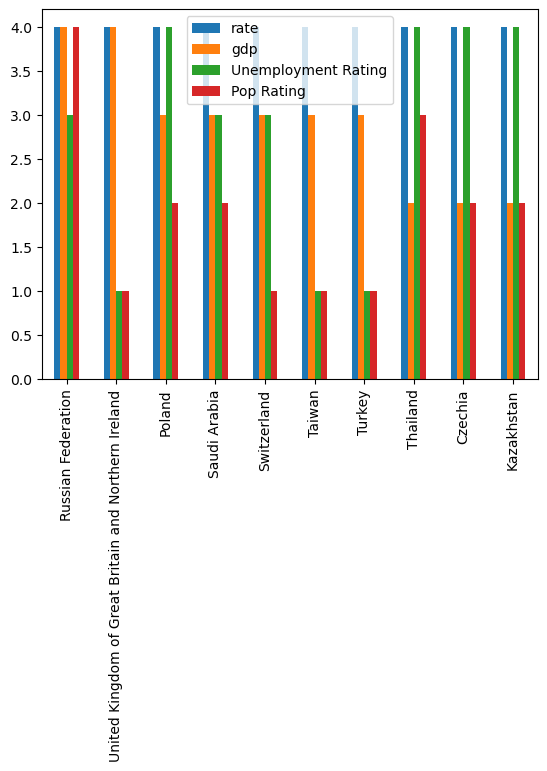 4.0
3.5
3.0
2.5
2.0
1.5
1.0
0.5
0.0
rate
gdp
Unemployment Rating
Pop Rating
Russian Federation
United Kingdom of Great Britain and Northern Ireland
Poland
Saudi Arabia
Switzerland
Taiwan
Turkey
Thailand
Czechia
Kazakhstan